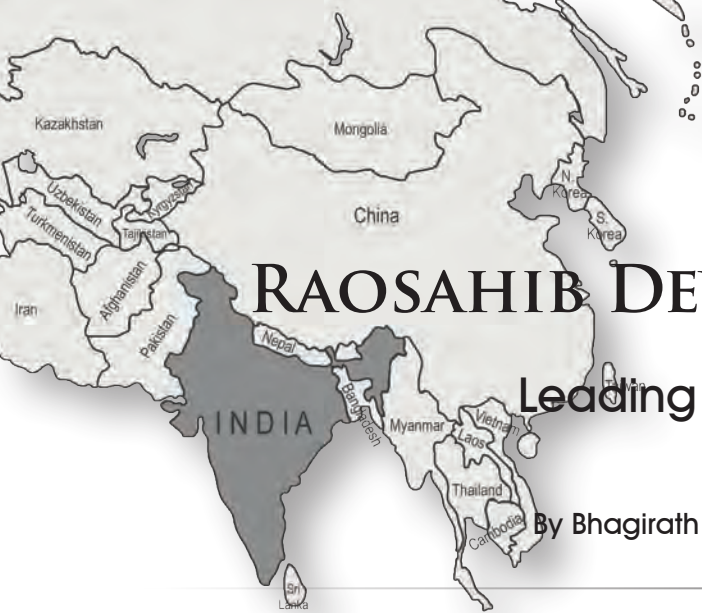 Kazakhstan
Mongolia
Uzbekistan
Kyrgyzstan
Turkmenistan
Tajikistan
China
N. Korea
S. Korea
Iran
Afghanistan
Pakistan
RAOSAHIB DE
Nepal
Leading
Taiwan
INDIA
Bangladesh
Myanmar
Vietnam
Laos
Thailand
Cambodia
By Bhagirath
Sri
Lanka